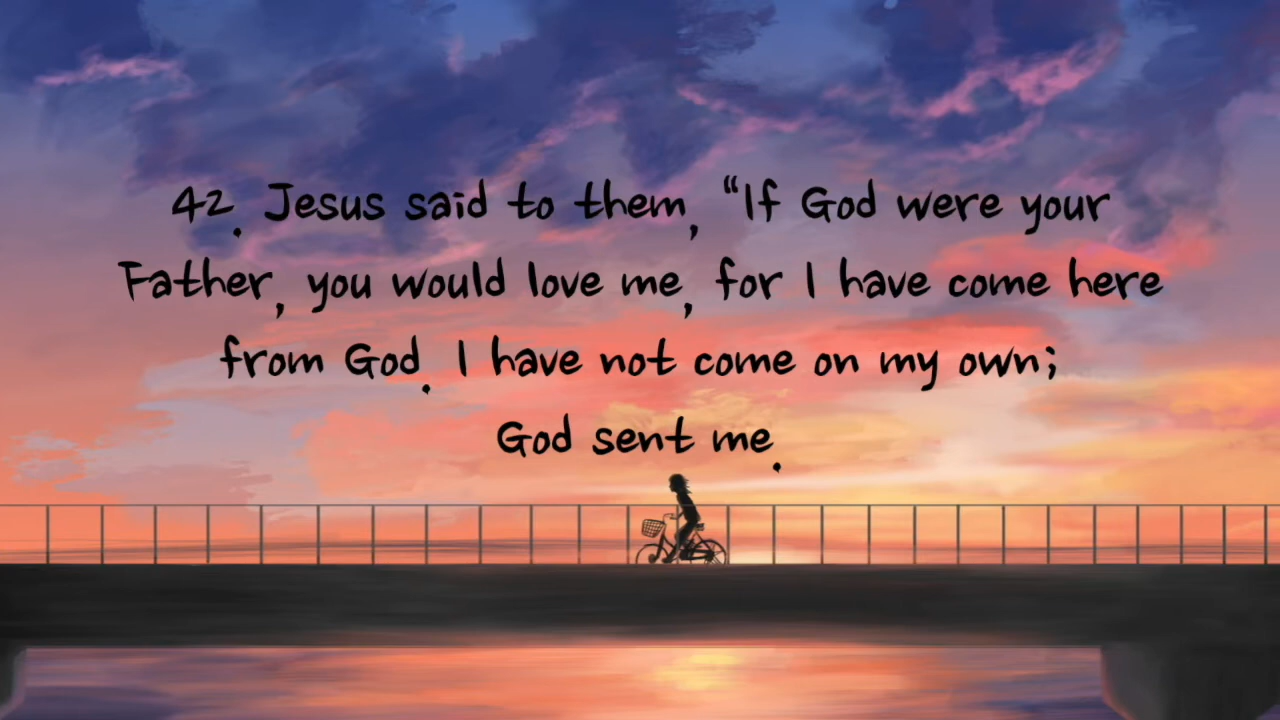 42. Jesus said to them, “If God were your
Father, you would love me, for I have come here
from God. I have not come on my own;
God sent me.